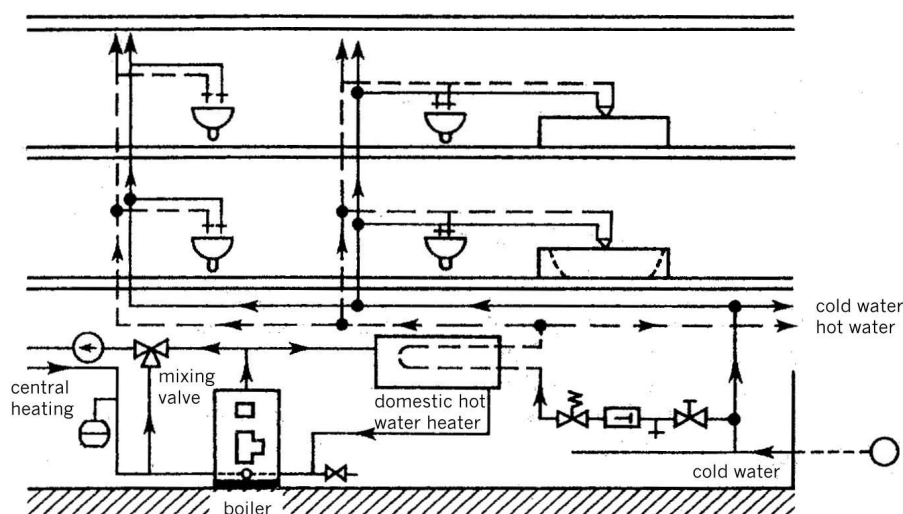 cold water
hot water
central
heating
mixing
valve
domestic hot
water heater
cold water
boiler